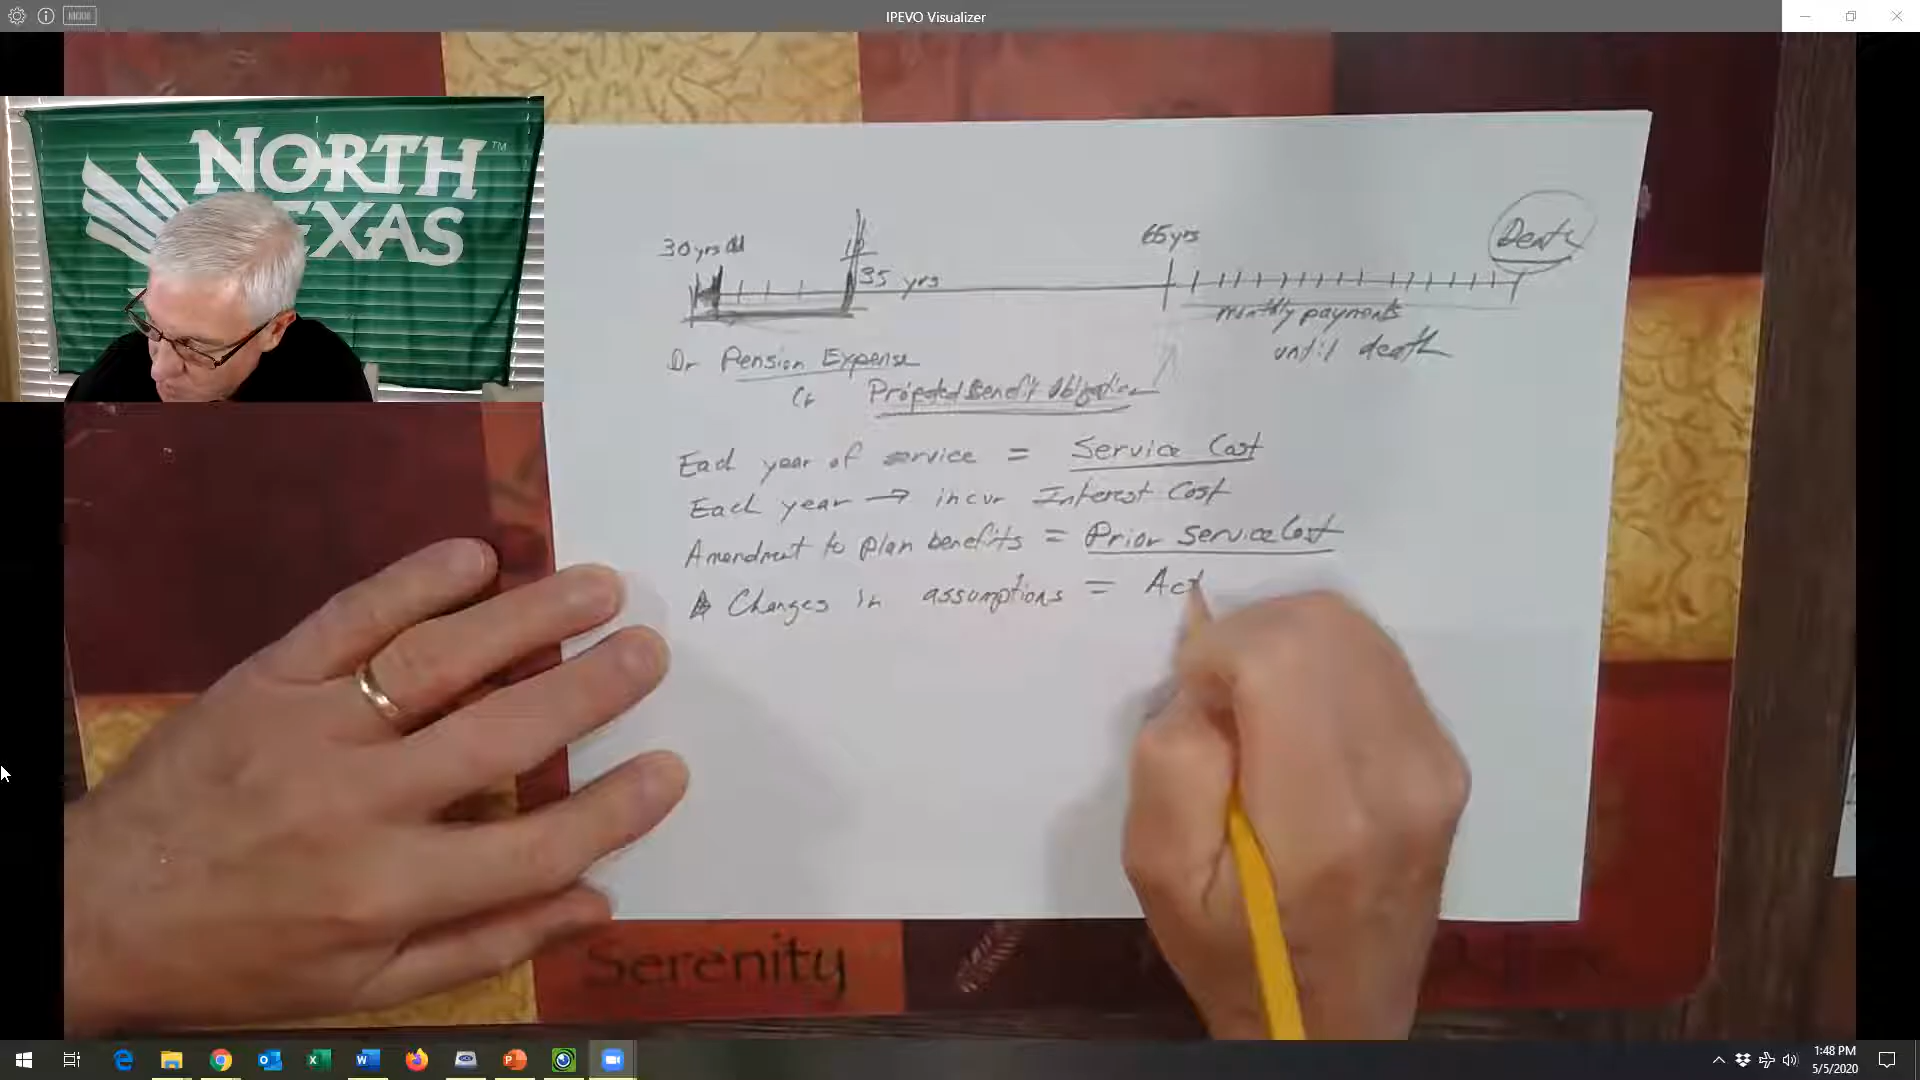 MODE
IPEVO Visualizer
NORTH
TEXAS
TM
30 yrs old
35 yrs
65 yrs
Death
monthly payments
until death
Dr Pension Expense
Cr Projected Benefit Obligation
Each year of service = Service Cost
Each year → incur Interest Cost
Amendment to plan benefits = Prior Service Cost
Changes in assumptions = Act
Serenity
1:48 PM
5/5/2020